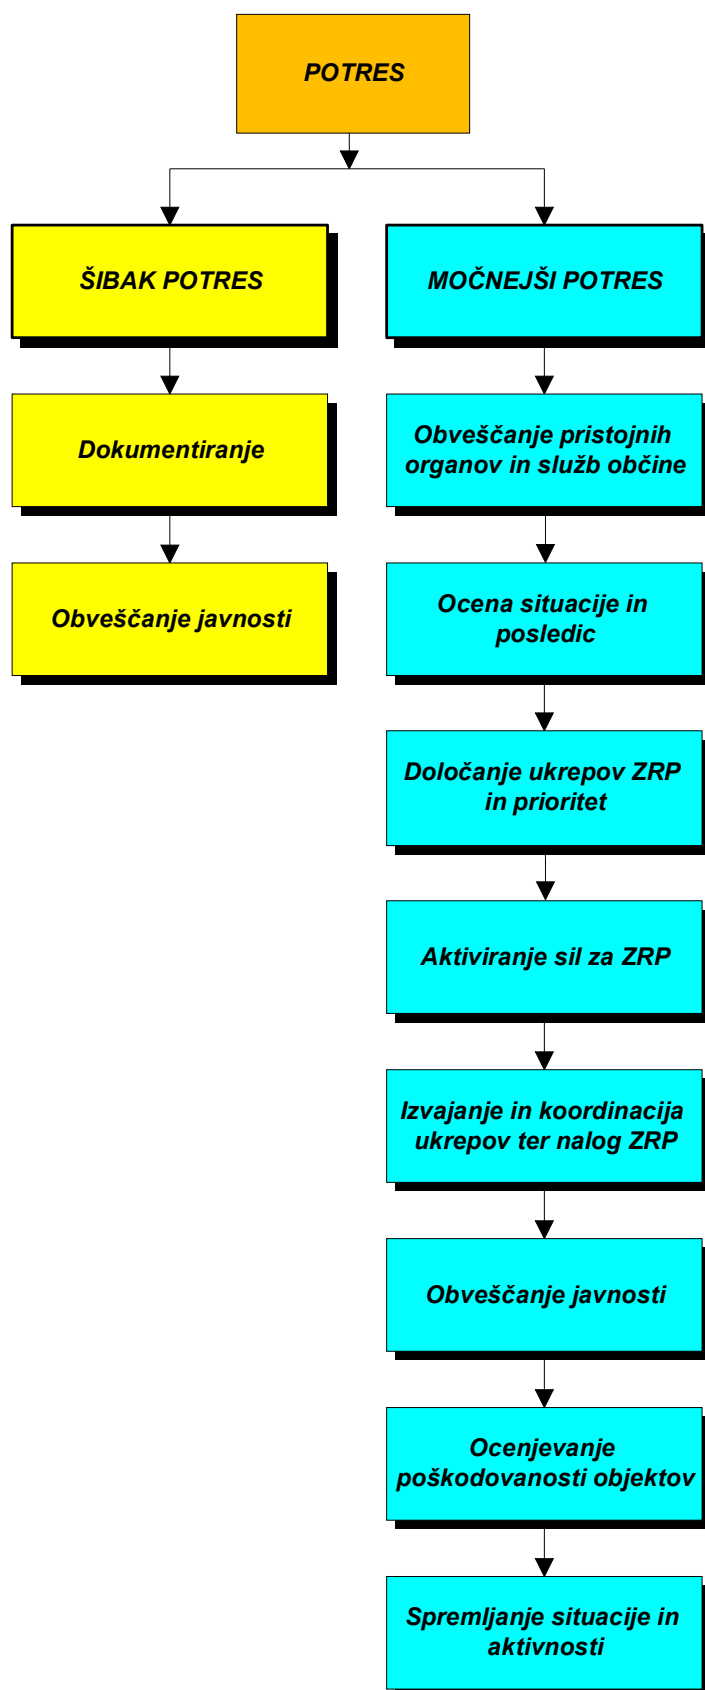 POTRES
ŠIBAK POTRES
Dokumentiranje
Obveščanje javnosti
MOČNEJŠI POTRES
Obveščanje pristojnih
organov in služb občine
Ocena situacije in
posledic
Določanje ukrepov ZRP
in prioritet
Aktiviranje sil za ZRP
Izvajanje in koordinacija
ukrepov ter nalog ZRP
Obveščanje javnosti
Ocenjevanje
poškodovanosti objektov
Spremljanje situacije in
aktivnosti